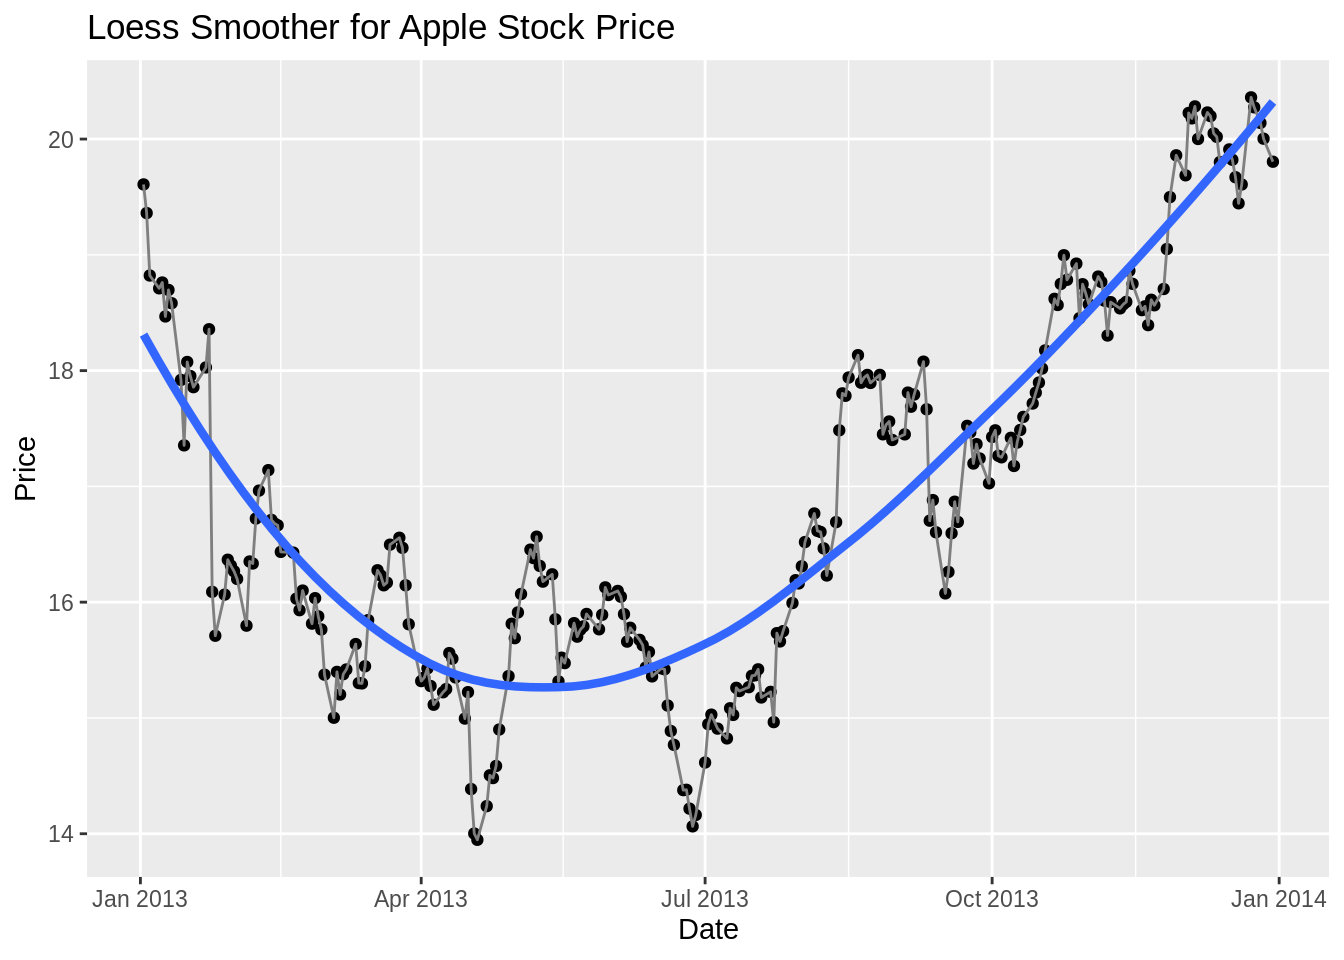 Loess Smoother for Apple Stock Price
Price
20
18
16
14
Jan 2013
Apr 2013
Jul 2013
Oct 2013
Jan 2014
Date